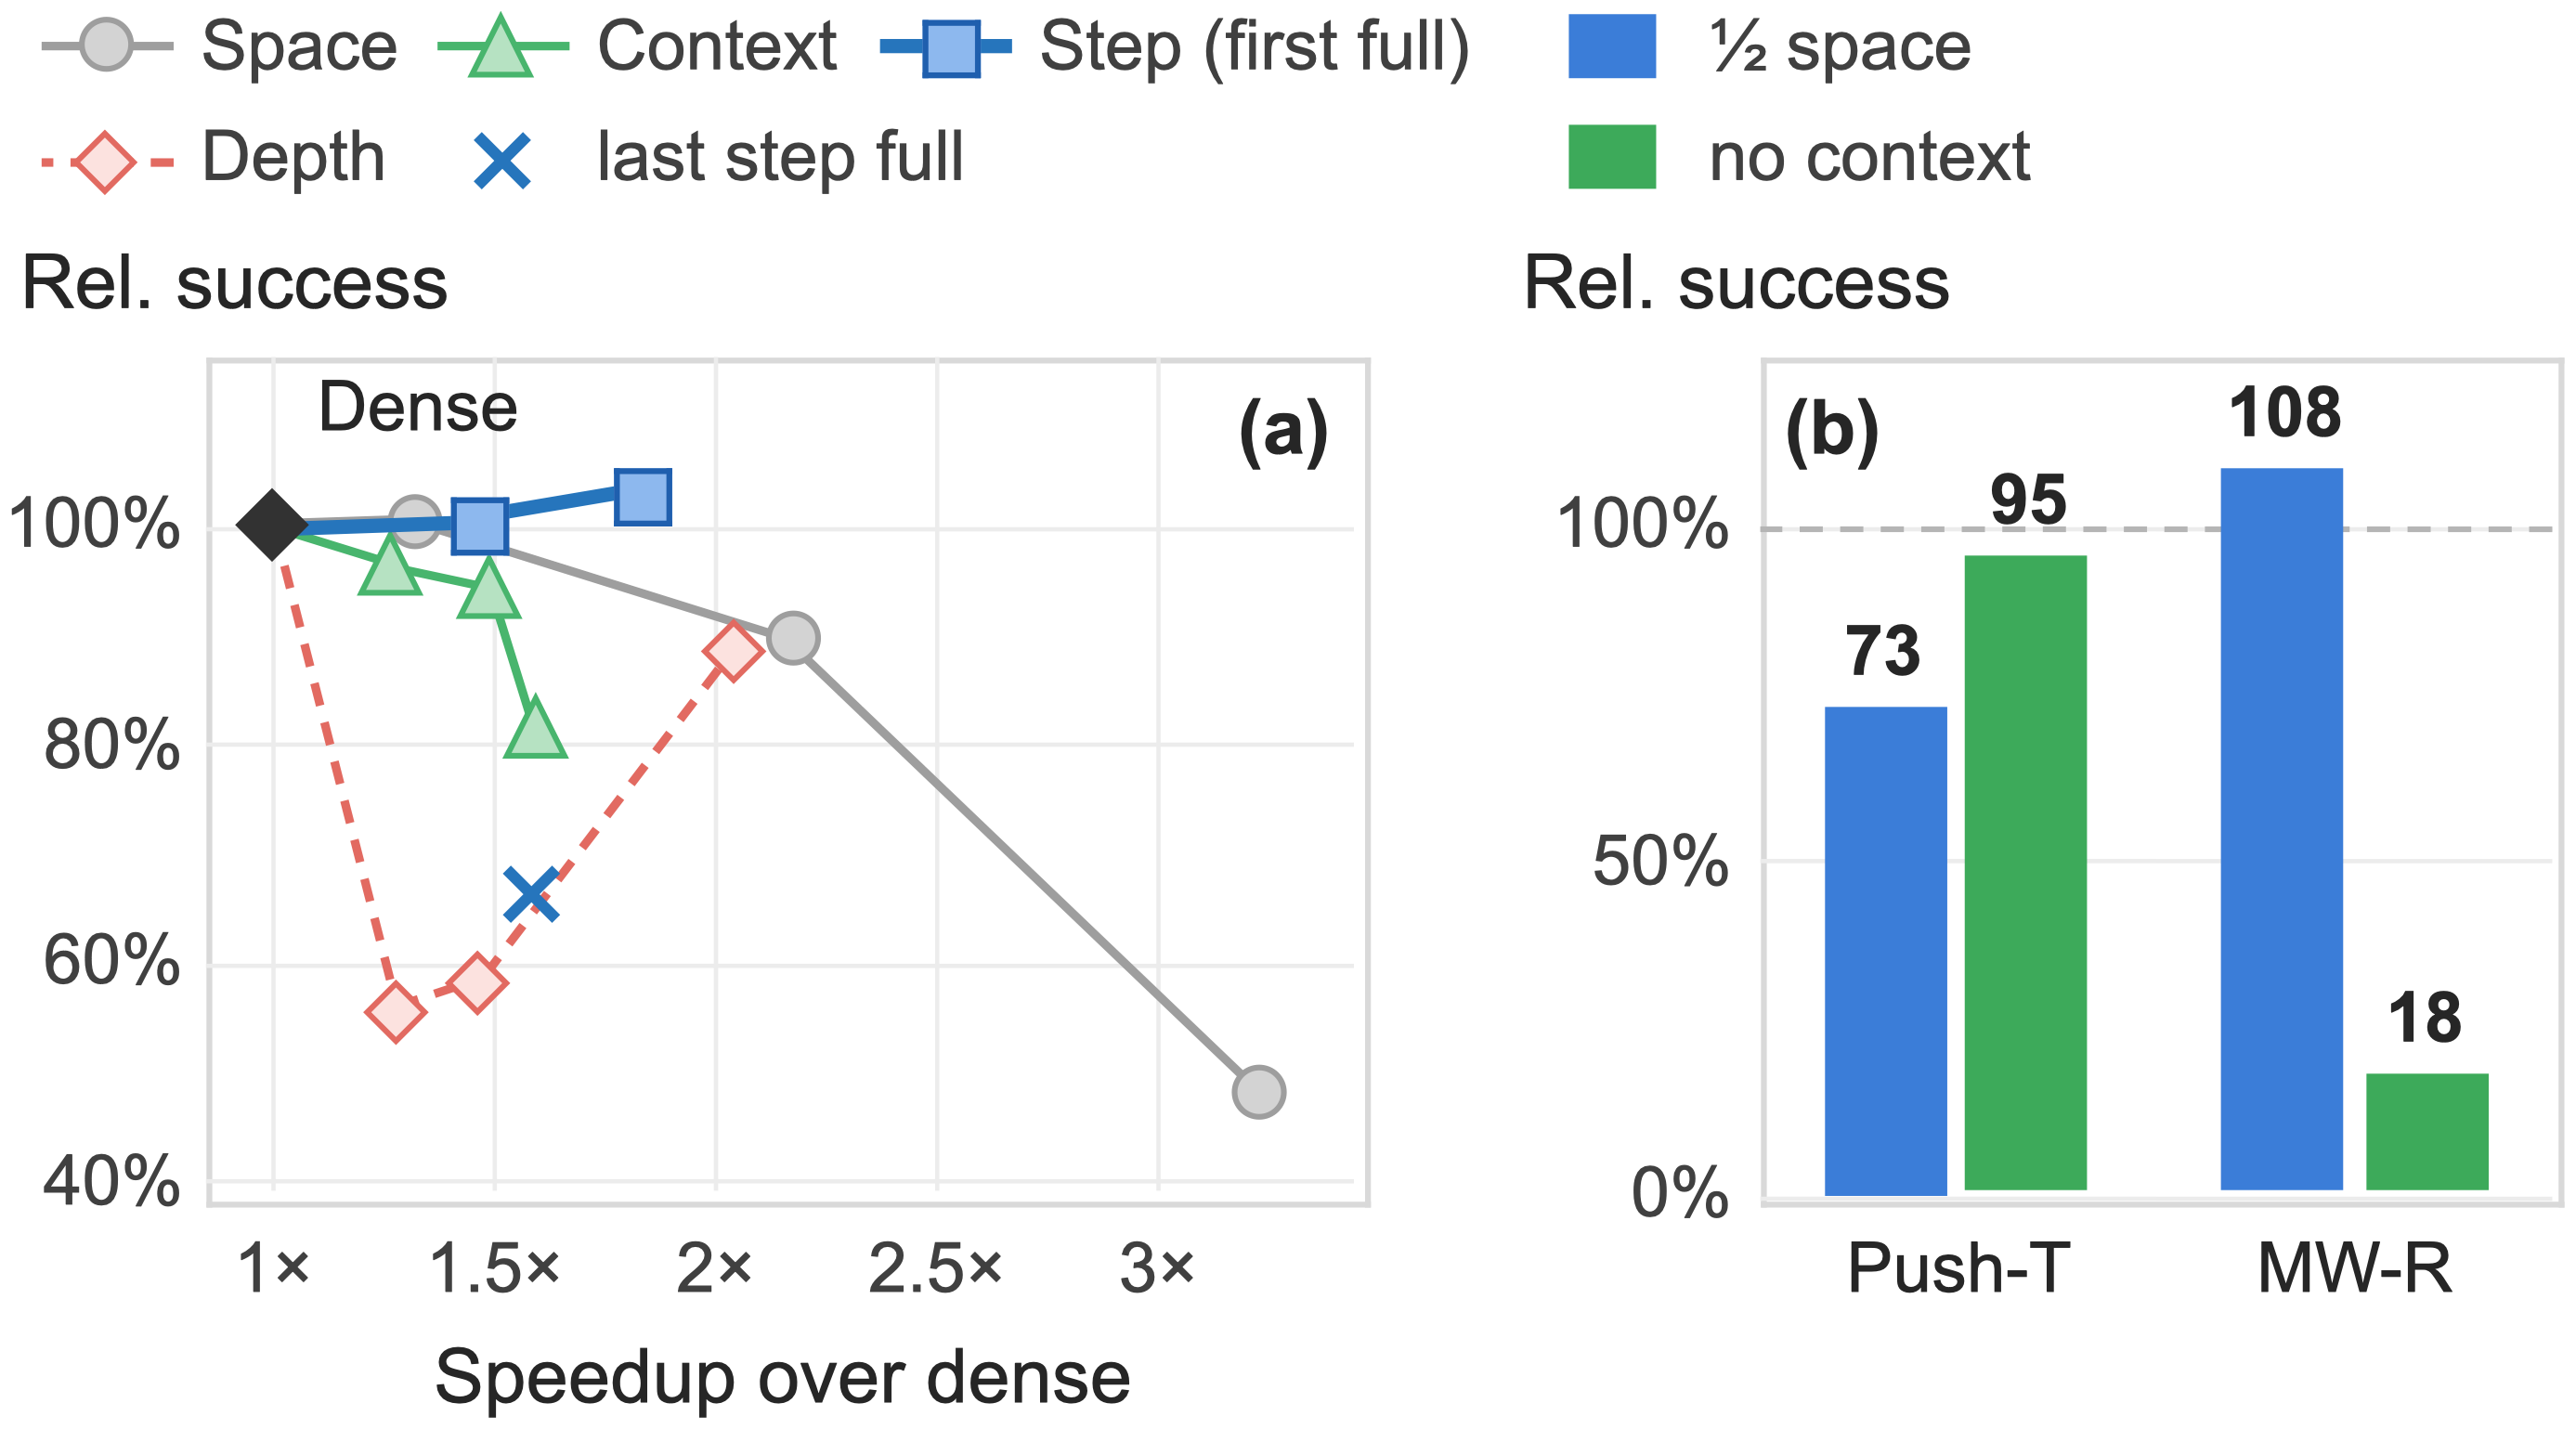 Space Context Step (first full) ½ space
Depth last step full no context
Rel. success Rel. success
Dense (a) (b) 108
100% 100% 95
73
80%
50%
60%
18
40% 0%
1× 1.5× 2× 2.5× 3× Push-T MW-R
Speedup over dense